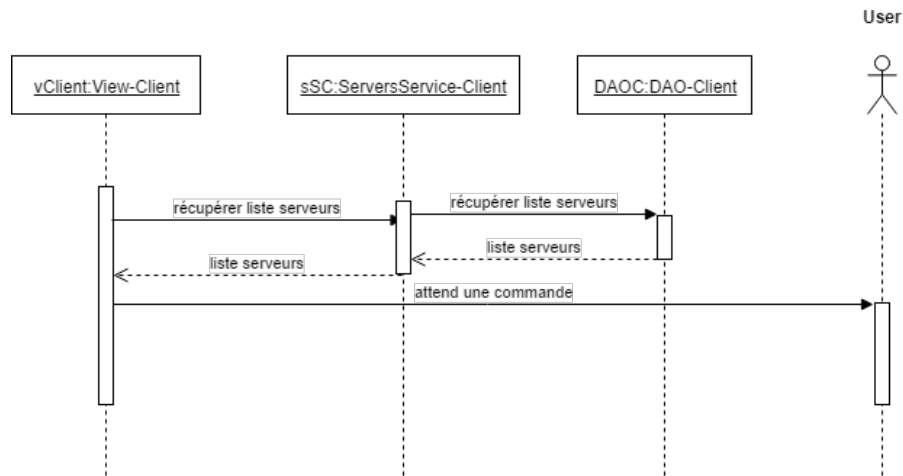 User
vClient:View-Client
sSC:ServersService-Client
DAOC:DAO-Client
récupérer liste serveurs
récupérer liste serveurs
liste serveurs
liste serveurs
attend une commande